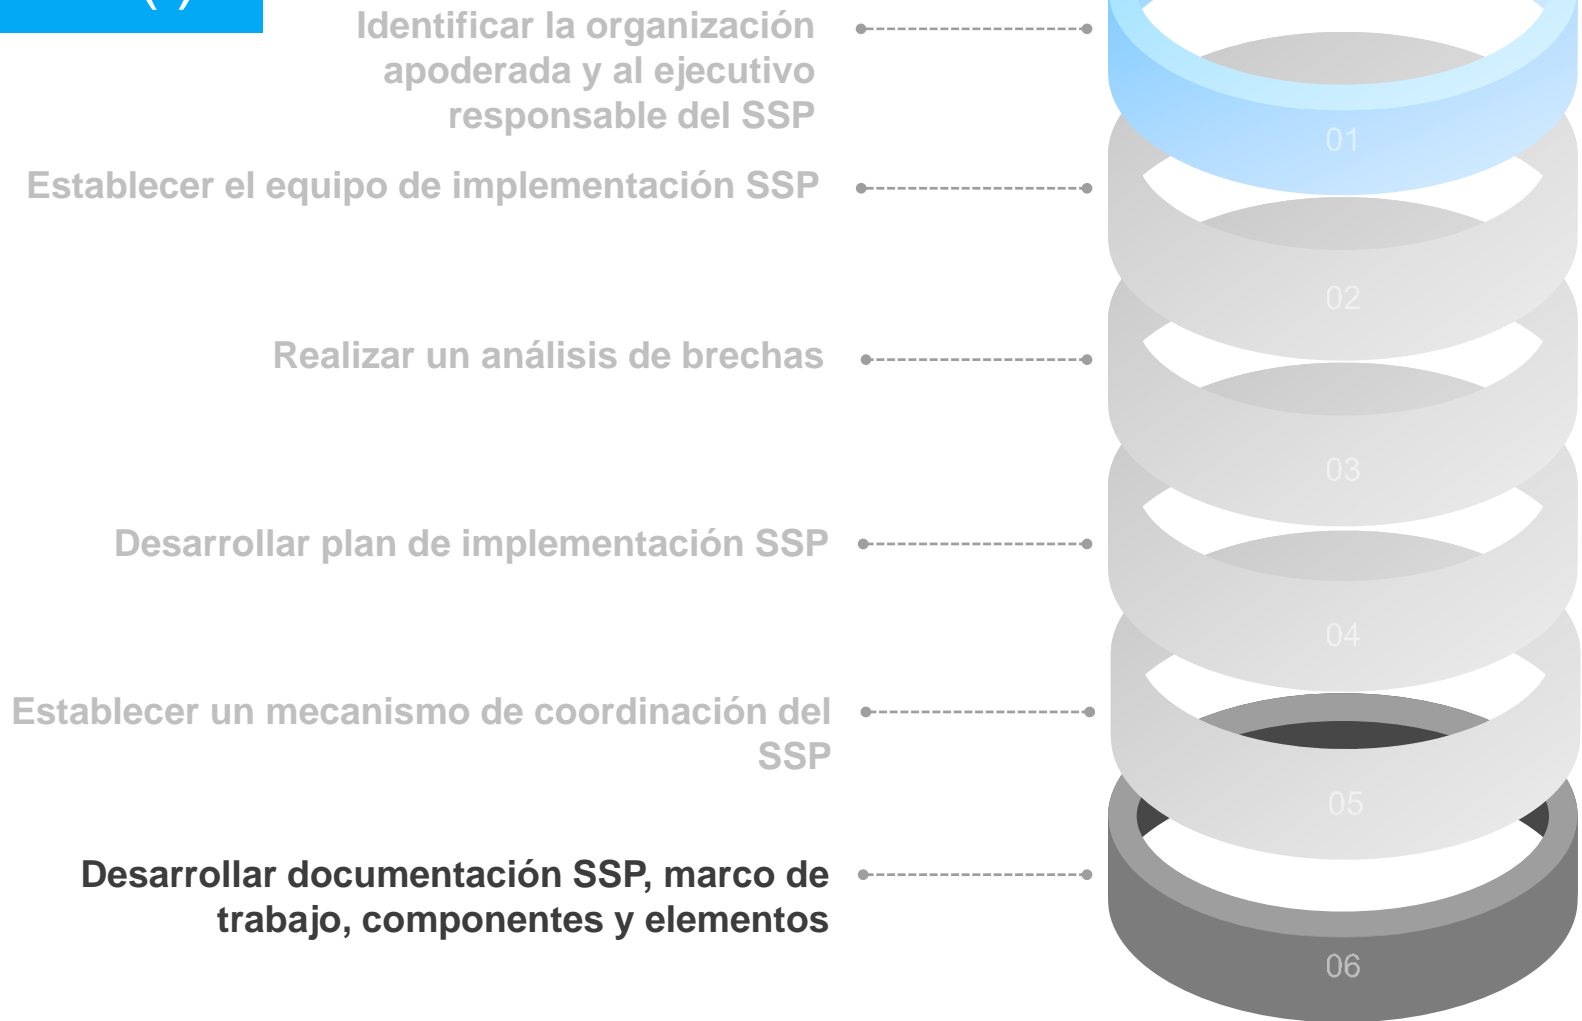 Identificar la organización
apoderada y al ejecutivo
responsable del SSP
01
Establecer el equipo de implementación SSP
02
Realizar un análisis de brechas
03
Desarrollar plan de implementación SSP
04
Establecer un mecanismo de coordinación del
SSP
05
Desarrollar documentación SSP, marco de
trabajo, componentes y elementos
06